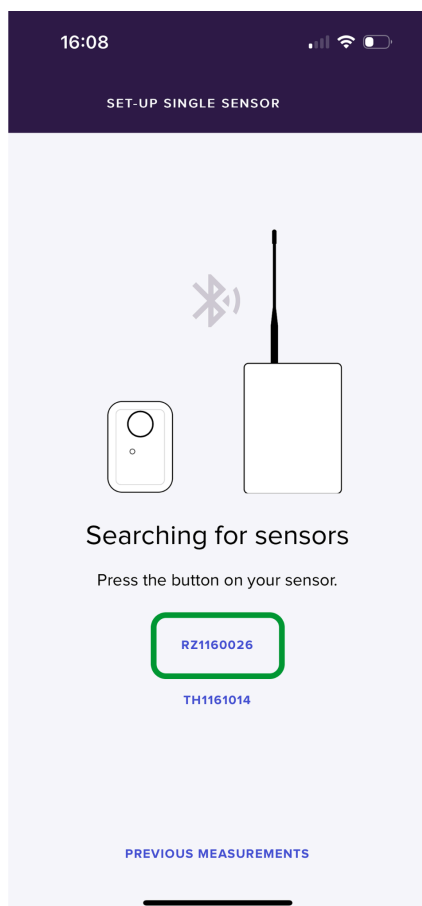 16:08
SET-UP SINGLE SENSOR
Searching for sensors
Press the button on your sensor.
RZ1160026
TH1161014
PREVIOUS MEASUREMENTS